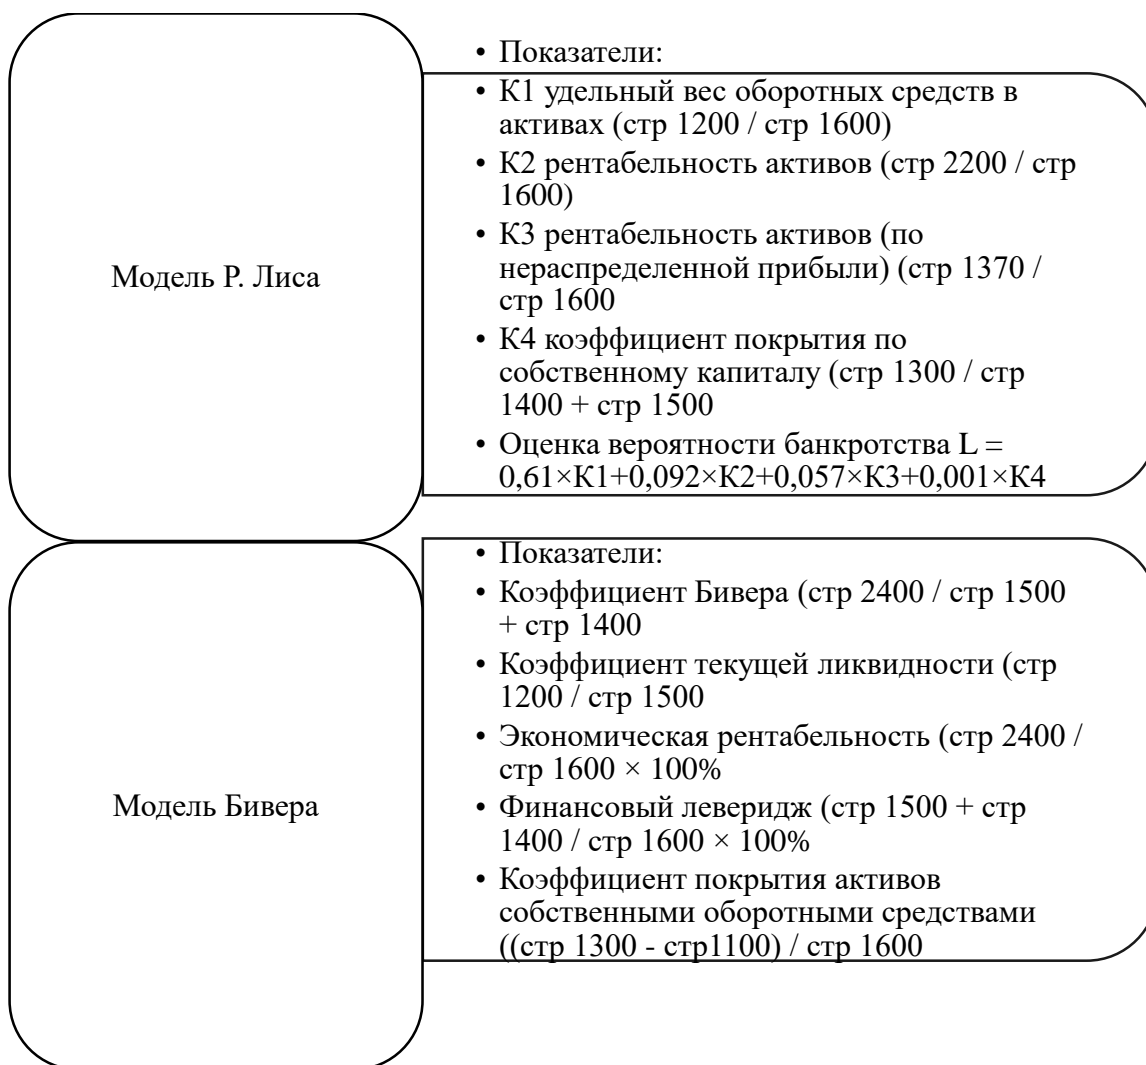 Модель Р. Лиса
• Показатели:
• К1 удельный вес оборотных средств в
активах (стр 1200 / стр 1600)
• К2 рентабельность активов (стр 2200 / стр
1600)
• К3 рентабельность активов (по
нераспределенной прибыли) (стр 1370 /
стр 1600
• К4 коэффициент покрытия по
собственному капиталу (стр 1300 / стр
1400 + стр 1500
• Оценка вероятности банкротства L =
0,61×К1+0,092×К2+0,057×К3+0,001×К4
Модель Бивера
• Показатели:
• Коэффициент Бивера (стр 2400 / стр 1500
+ стр 1400
• Коэффициент текущей ликвидности (стр
1200 / стр 1500
• Экономическая рентабельность (стр 2400 /
стр 1600 × 100%
• Финансовый леверидж (стр 1500 + стр
1400 / стр 1600 × 100%
• Коэффициент покрытия активов
собственными оборотными средствами
((стр 1300 - стр1100) / стр 1600